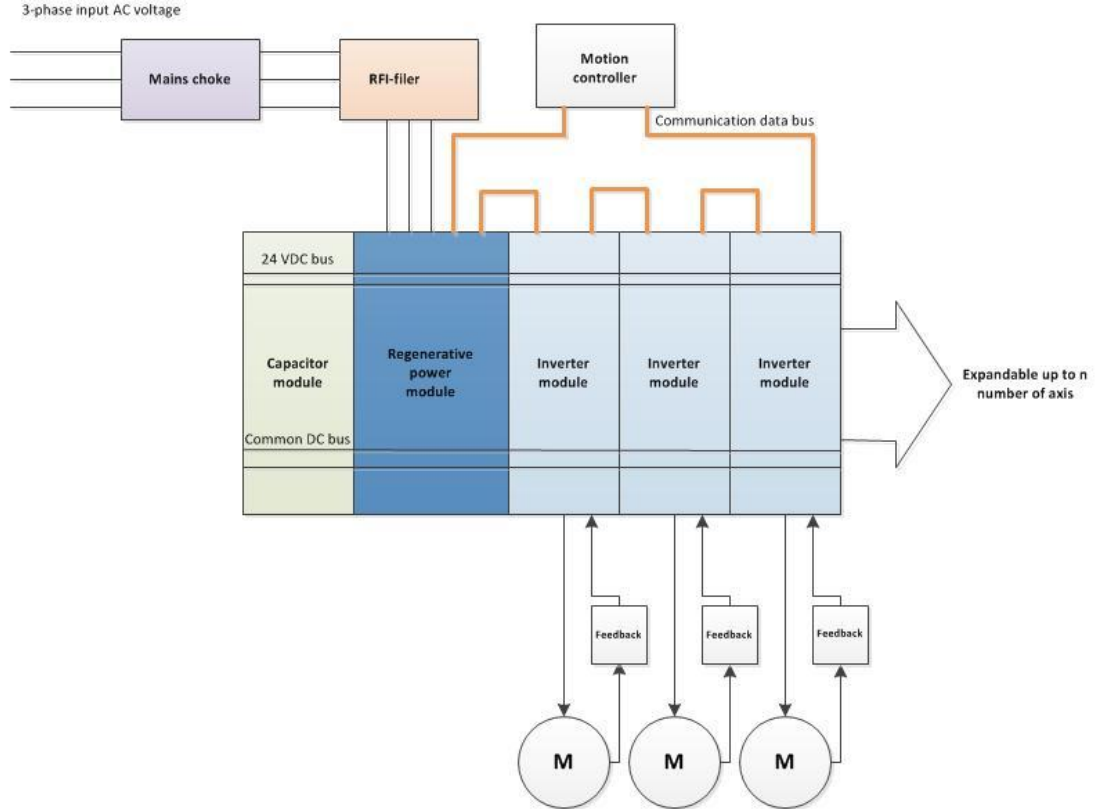 3-phase input AC voltage
Mains choke
RFI-filer
Motion
controller
Communication data bus
24 VDC bus
Capacitor
module
Regenerative
power
module
Inverter
module
Inverter
module
Inverter
module
Expandable up to n
number of axis
Common DC bus
Feedback
Feedback
Feedback
M
M
M